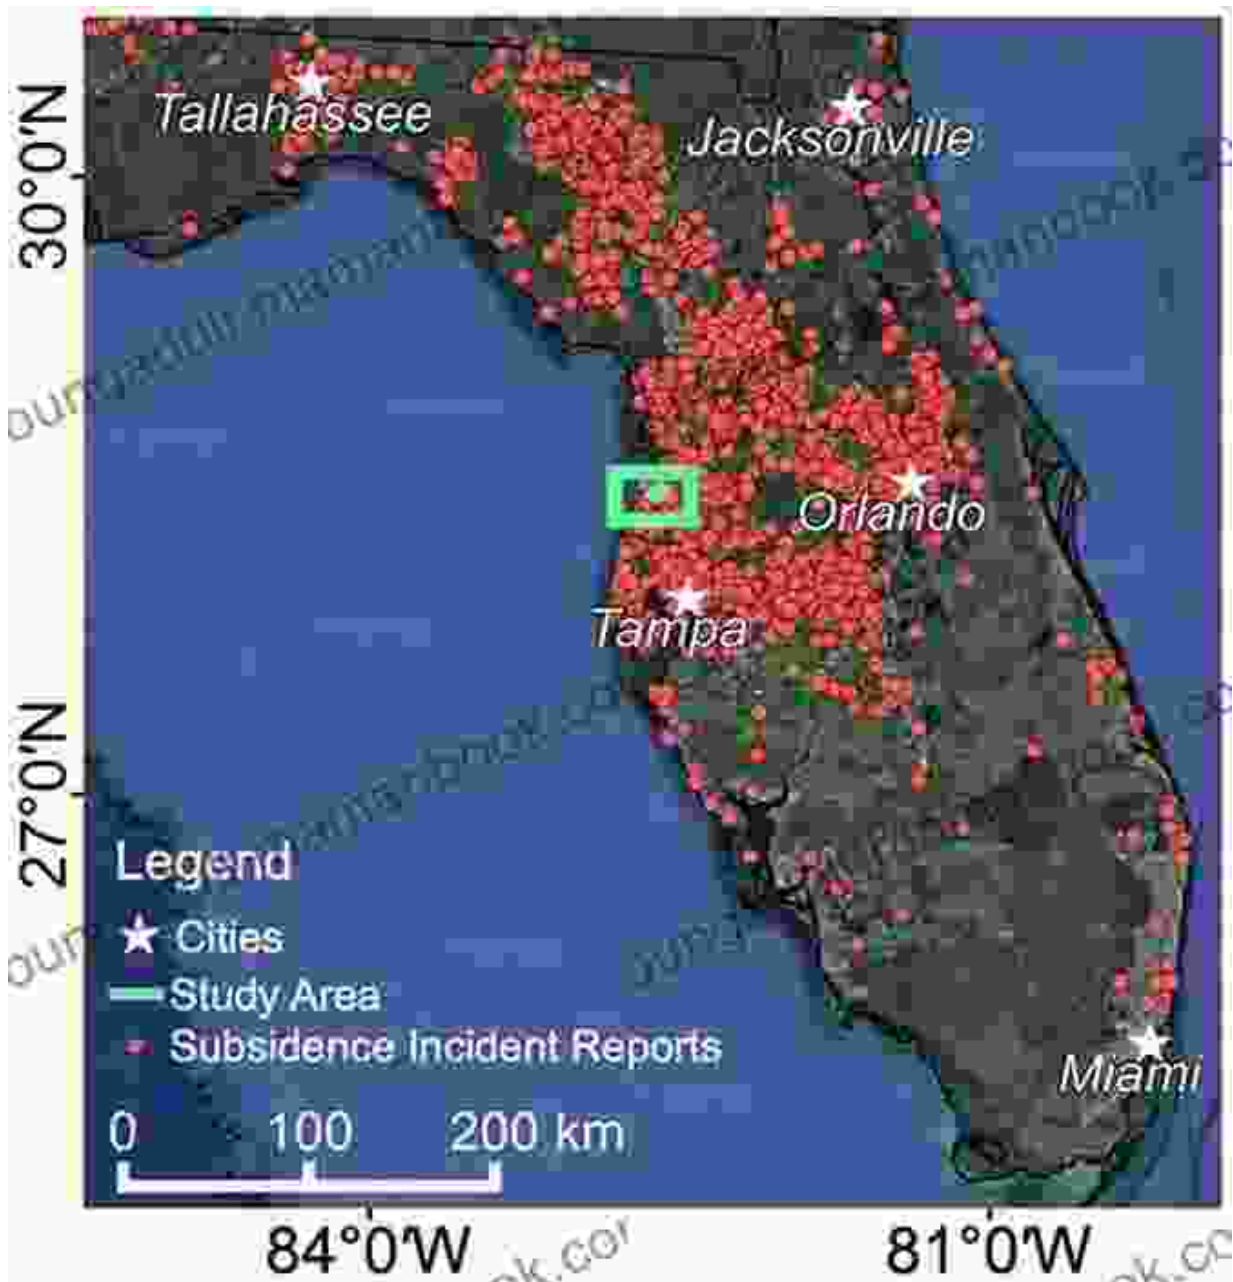 Tallahassee
Jacksonville
30°0'N
Orlando
Tampa
27°0'N
Legend
Cities
Study Area
Subsidence Incident Reports
Miami
0 100 200 km
84°0'W 81°0'W